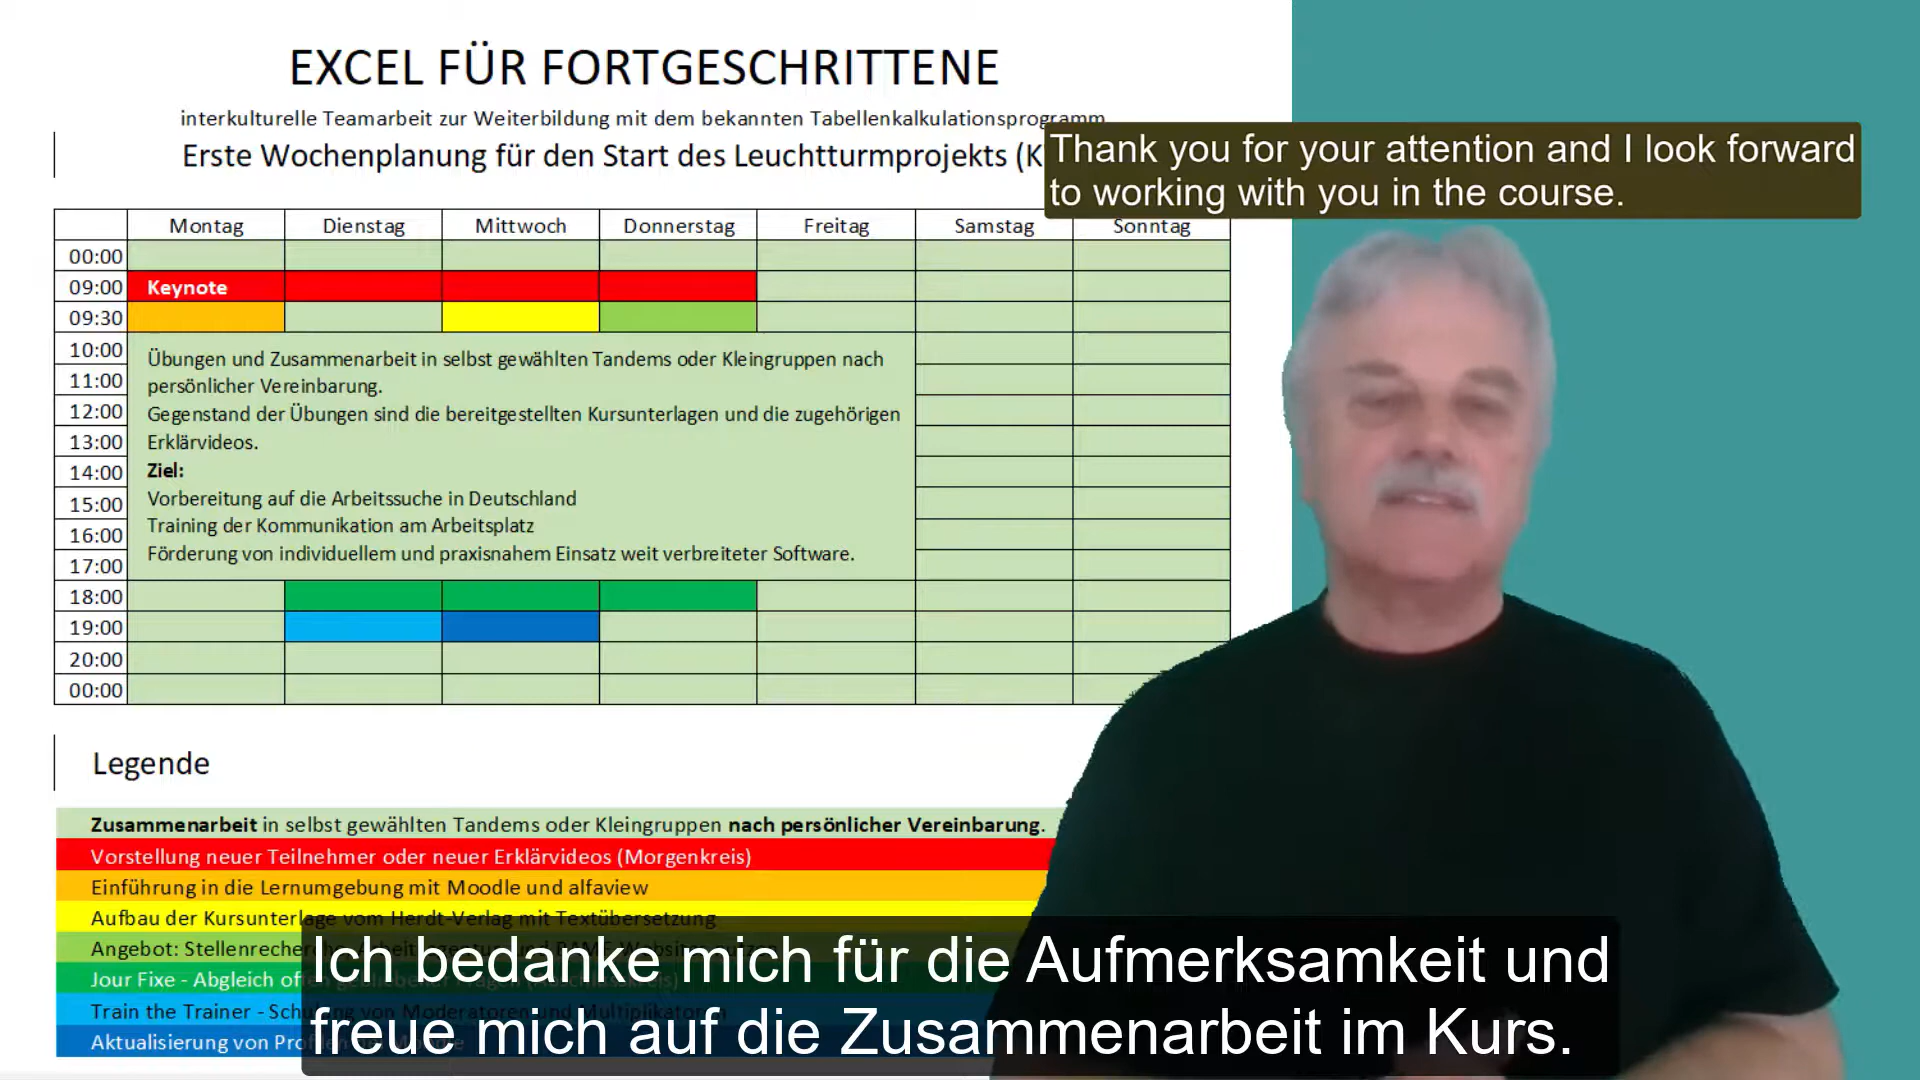 EXCEL FÜR FORTGESCHRITTENE
interkulturelle Teamarbeit zur Weiterbildung mit dem bekannten Tabellenkalkulationsprogramm
Erste Wochenplanung für den Start des Leuchtturmprojekts (K
Thank you for your attention and I look forward
to working with you in the course.
Montag Dienstag Mittwoch Donnerstag Freitag Samstag Sonntag
00:00
09:00 Keynote
09:30
10:00
11:00
12:00
13:00
14:00
15:00
16:00
17:00
Übungen und Zusammenarbeit in selbst gewählten Tandems oder Kleingruppen nach
persönlicher Vereinbarung.
Gegenstand der Übungen sind die bereitgestellten Kursunterlagen und die zugehörigen
Erklärvideos.
Ziel:
Vorbereitung auf die Arbeitssuche in Deutschland
Training der Kommunikation am Arbeitsplatz
Förderung von individuellem und praxisnahem Einsatz weit verbreiteter Software.
18:00
19:00
20:00
00:00
Legende
Zusammenarbeit in selbst gewählten Tandems oder Kleingruppen nach persönlicher Vereinbarung.
Vorstellung neuer Teilnehmer oder neuer Erklärvideos (Morgenkreis)
Einführung in die Lernumgebung mit Moodle und alfaview
Aufbau der Kursunterlage vom Herdt-Verlag mit Textübersetzung
Angebot:
Jour Fixe - Abgleich
Train the Trainer - von Moderatoren und Multiplikatoren
Aktualisierung von
Ich bedanke mich für die Aufmerksamkeit und
freue mich auf die Zusammenarbeit im Kurs.